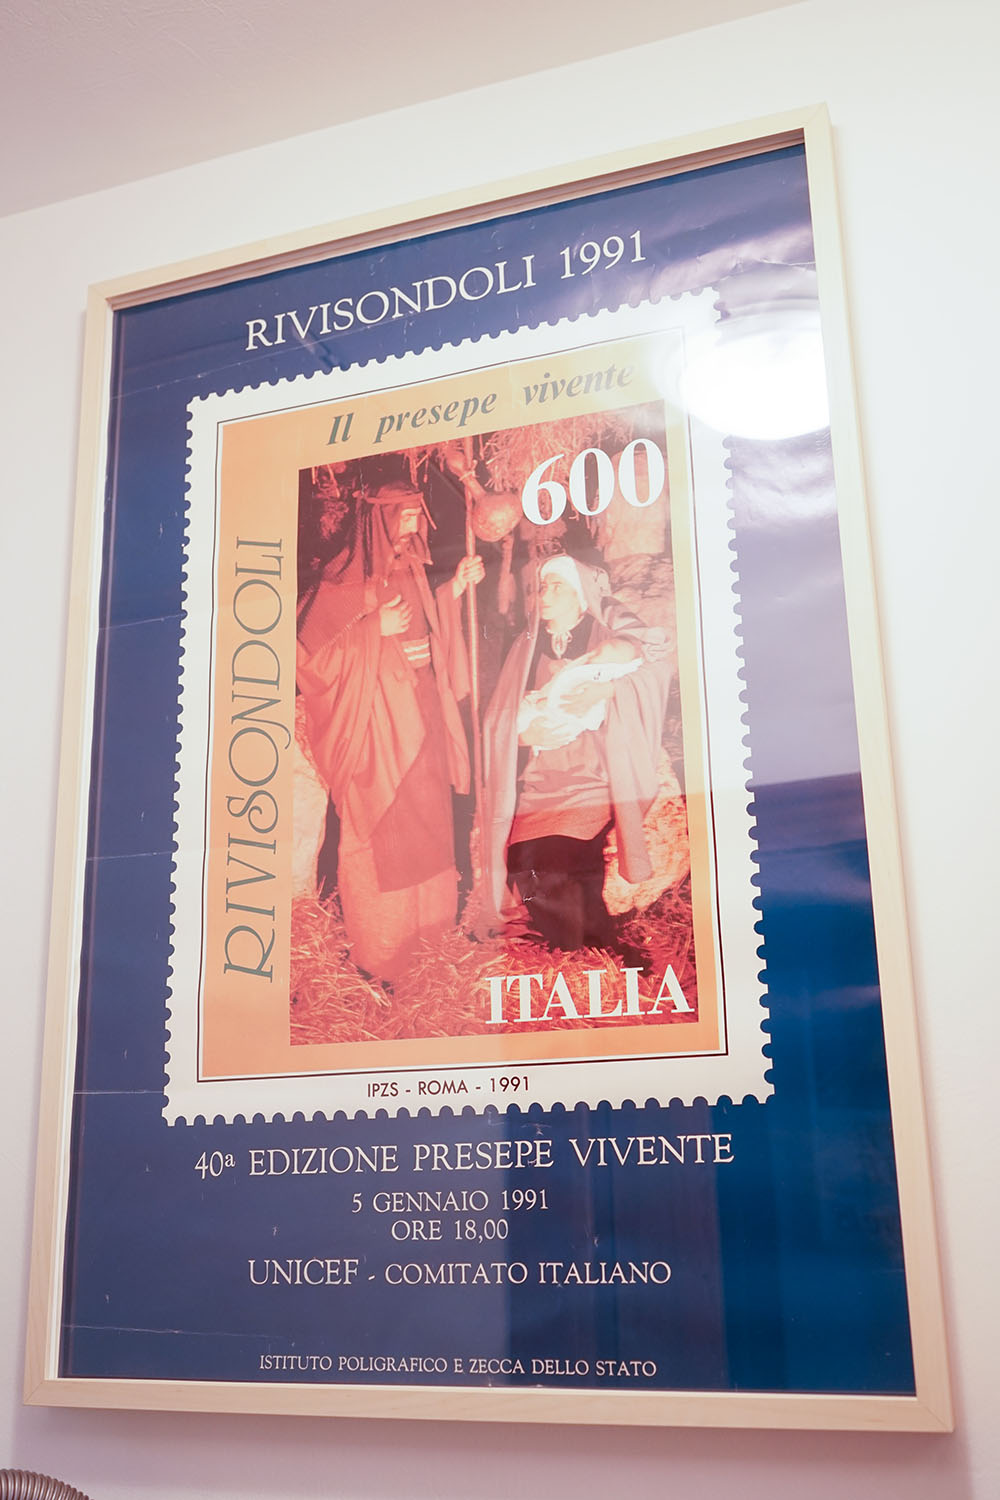 RIVISONDOLI 1991
Il presepe vivente
600
RIVISONDOLI
ITALIA
IPZS - ROMA - 1991
40ª EDIZIONE PRESEPE VIVENTE
5 GENNAIO 1991
ORE 18,00
UNICEF - COMITATO ITALIANO
ISTITUTO POLIGRAFICO E ZECCA DELLO STATO